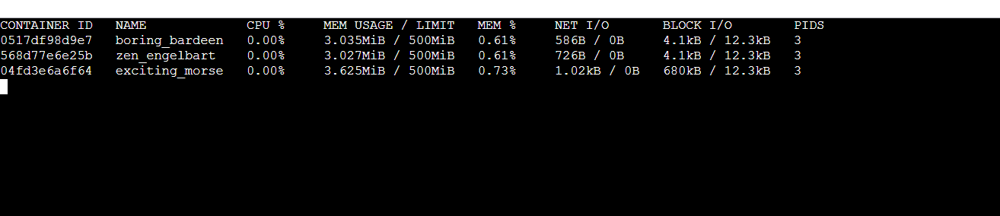 CONTAINER ID   NAME             CPU %     MEM USAGE / LIMIT   MEM %     NET I/O         BLOCK I/O        PIDS
0517df98d9e7   boring_bardeen   0.00%     3.035MiB / 500MiB   0.61%     586B / 0B       4.1kB / 12.3kB   3
568d77e6e25b   zen_engelbart    0.00%     3.027MiB / 500MiB   0.61%     726B / 0B       4.1kB / 12.3kB   3
04fd3e6a6f64   exciting_morse   0.00%     3.625MiB / 500MiB   0.73%     1.02kB / 0B     680kB / 12.3kB   3